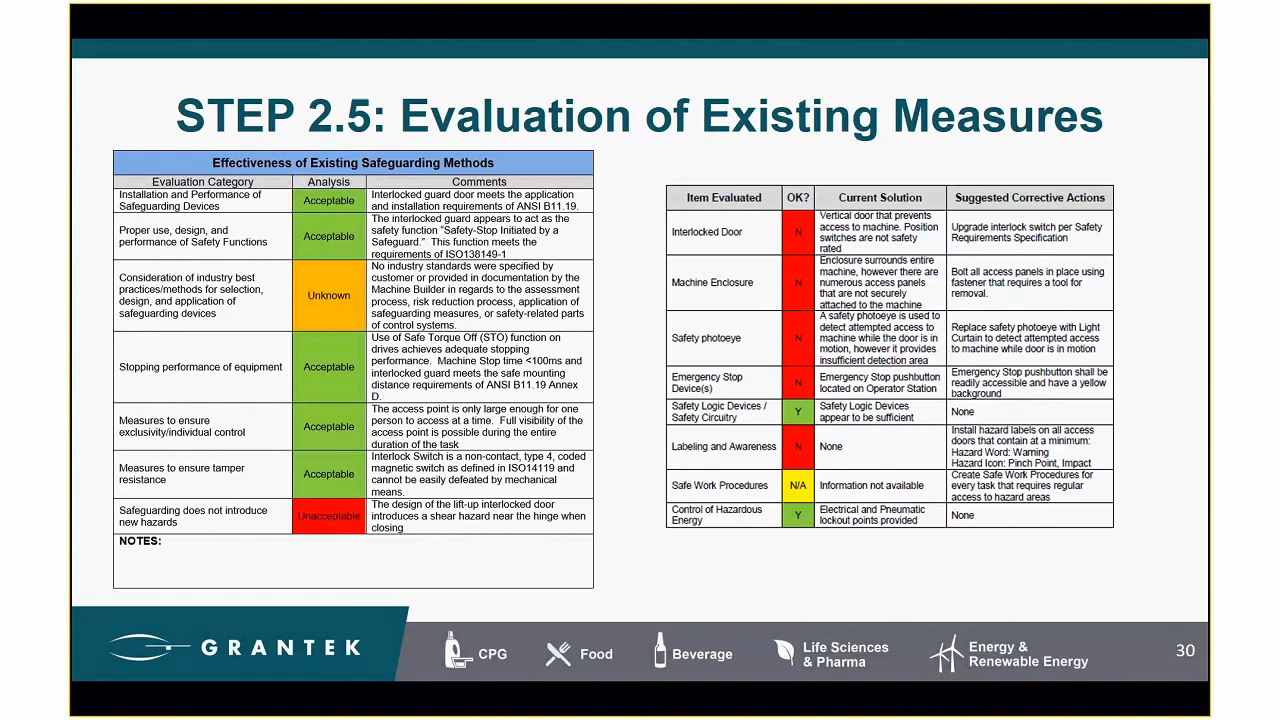 STEP 2.5: Evaluation of Existing Measures
Effectiveness of Existing Safeguarding Methods
Evaluation Category Analysis Comments
Installation and Performance of
Safeguarding Devices
Acceptable
Interlocked guard door meets the application
and installation requirements of ANSI B11.19.
Proper use, design, and
performance of Safety Functions
Acceptable
The interlocked guard appears to act as the
safety function "Safety-Stop Initiated by a
Safeguard." This function meets the
requirements of ISO138149-1
Consideration of industry best
practices/methods for selection,
design, and application of
safeguarding devices
Unknown
No industry standards were specified by
customer or provided in documentation by the
Machine Builder in regards to the assessment
process, risk reduction process, application of
safeguarding measures, or safety-related parts
of control systems.
Stopping performance of equipment
Acceptable
Use of Safe Torque Off (STO) function on
drives achieves adequate stopping
performance. Machine Stop time <100ms and
interlocked guard meets the safe mounting
distance requirements of ANSI B11.19 Annex
D.
Measures to ensure
exclusivity/individual control
Acceptable
The access point is only large enough for one
person to access at a time. Full visibility of the
access point is possible during the entire
duration of the task
Measures to ensure tamper
resistance
Acceptable
Interlock Switch is a non-contact, type 4, coded
magnetic switch as defined in ISO14119 and
cannot be easily defeated by mechanical
means.
Safeguarding does not introduce
new hazards
Unacceptable
The design of the lift-up interlocked door
introduces a shear hazard near the hinge when
closing
NOTES:
Item Evaluated OK? Current Solution Suggested Corrective Actions
Interlocked Door
N
Vertical door that prevents
access to machine. Position
switches are not safety
rated
Upgrade interlock switch per Safety
Requirements Specification
Machine Enclosure
N
Enclosure surrounds entire
machine, however there are
numerous access panels
that are not securely
attached to the machine
Bolt all access panels in place using
fastener that requires a tool for
removal.
Safety photoeye
N
A safety photoeye is used to
detect attempted access to
machine while the door is in
motion, however it provides
insufficient detection area
Replace safety photoeye with Light
Curtain to detect attempted access
to machine while door is in motion
Emergency Stop
Device(s)
N
Emergency Stop pushbutton
located on Operator Station
Emergency Stop pushbutton shall be
readily accessible and have a yellow
background
Safety Logic Devices /
Safety Circuitry
Y
Safety Logic Devices
appear to be sufficient
None
Labeling and Awareness
N
None
Install hazard labels on all access
doors that contain at a minimum:
Hazard Word: Warning
Hazard Icon: Pinch Point, Impact
Safe Work Procedures
N/A
Information not available
Create Safe Work Procedures for
every task that requires regular
access to hazard areas
Control of Hazardous
Energy
Y
Electrical and Pneumatic
lockout points provided
None
GRANTEK
CPG
Food
Beverage
Life Sciences
& Pharma
Energy &
Renewable Energy
30